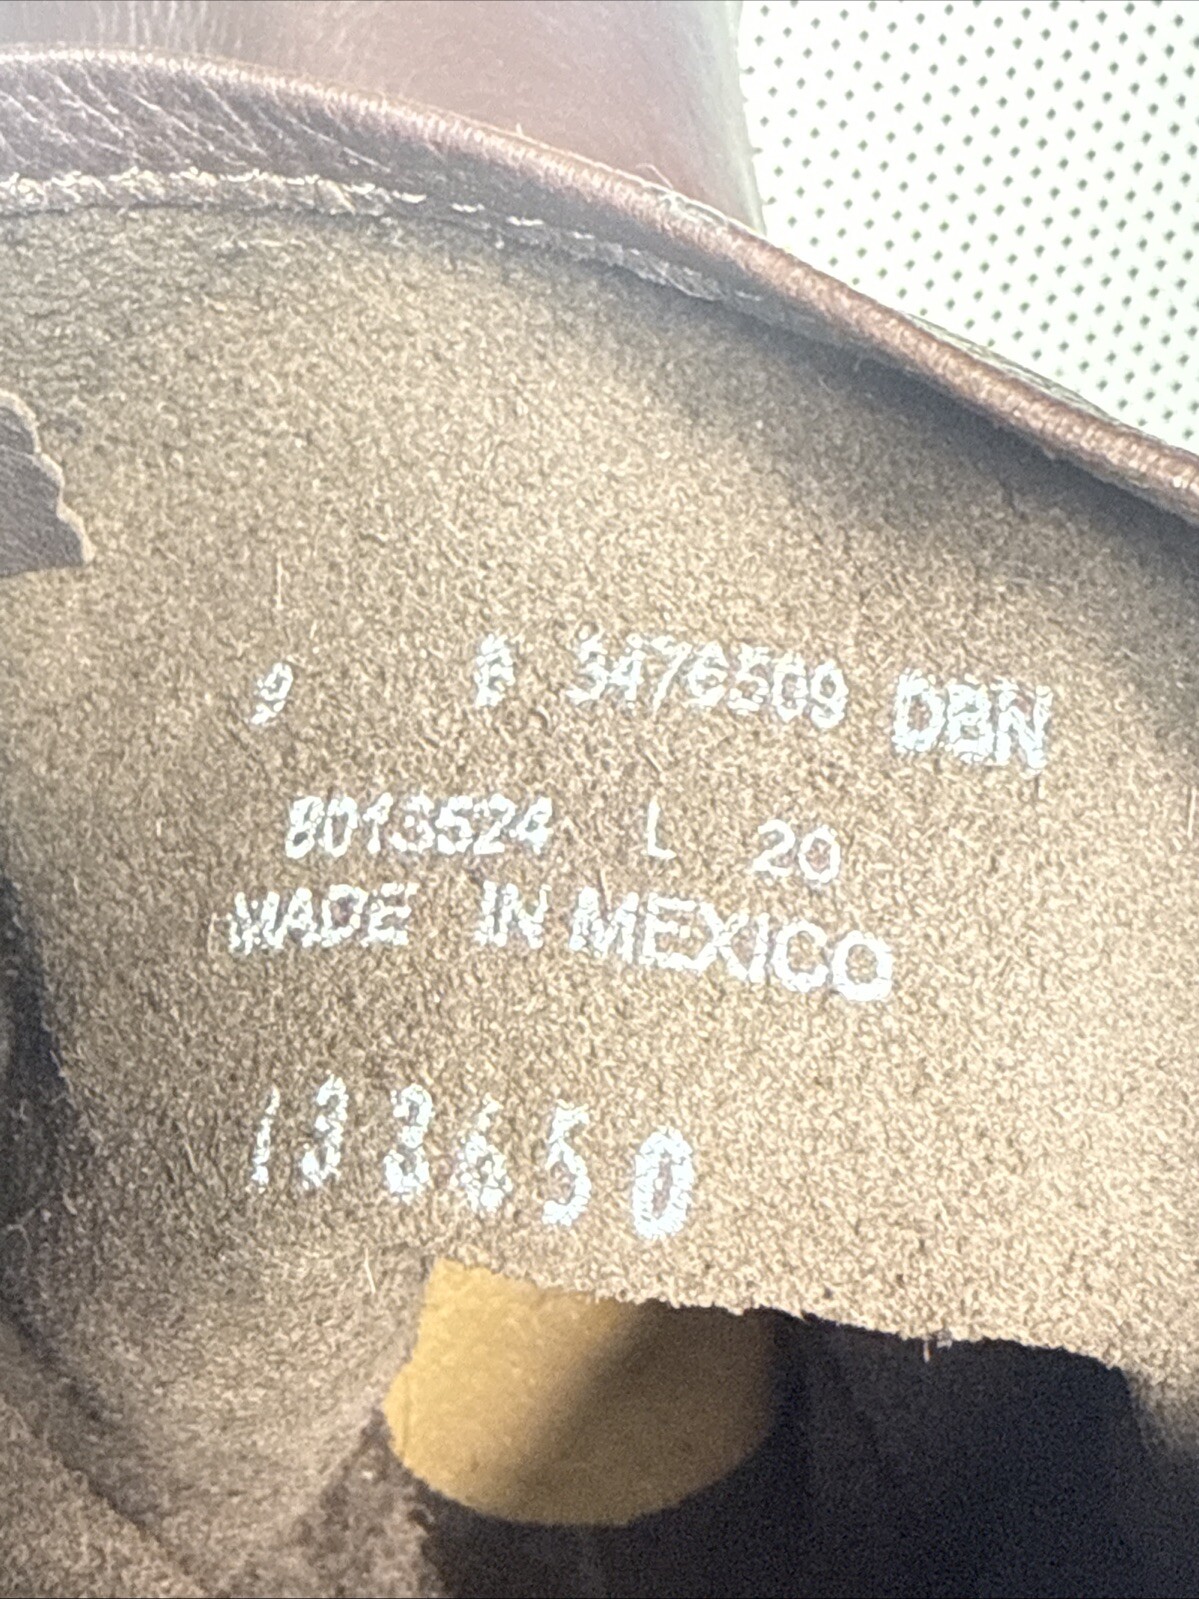 9 B 3476509 DBN
8013524 L 20
MADE IN MEXICO
133650